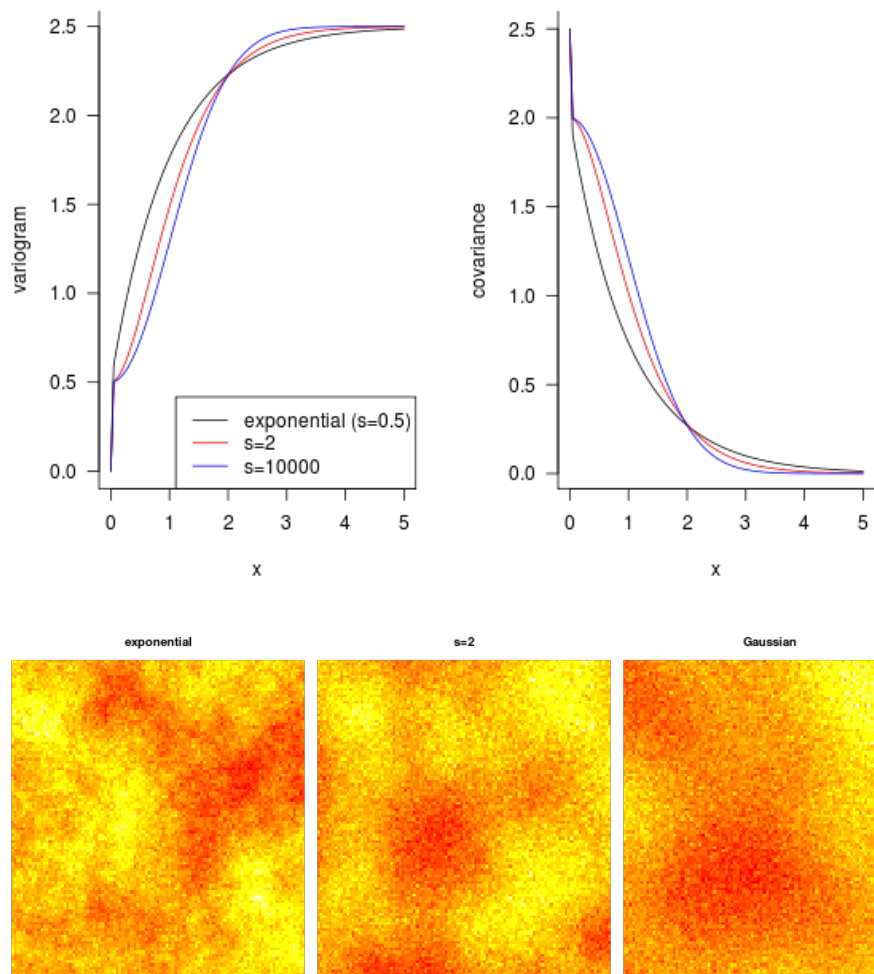 variogram
2.5
2.0
1.5
1.0
0.5
0.0
exponential (s=0.5)
s=2
s=10000
0 1 2 3 4 5
x
covariance
2.5
2.0
1.5
1.0
0.5
0.0
0 1 2 3 4 5
x
exponential
s=2
Gaussian